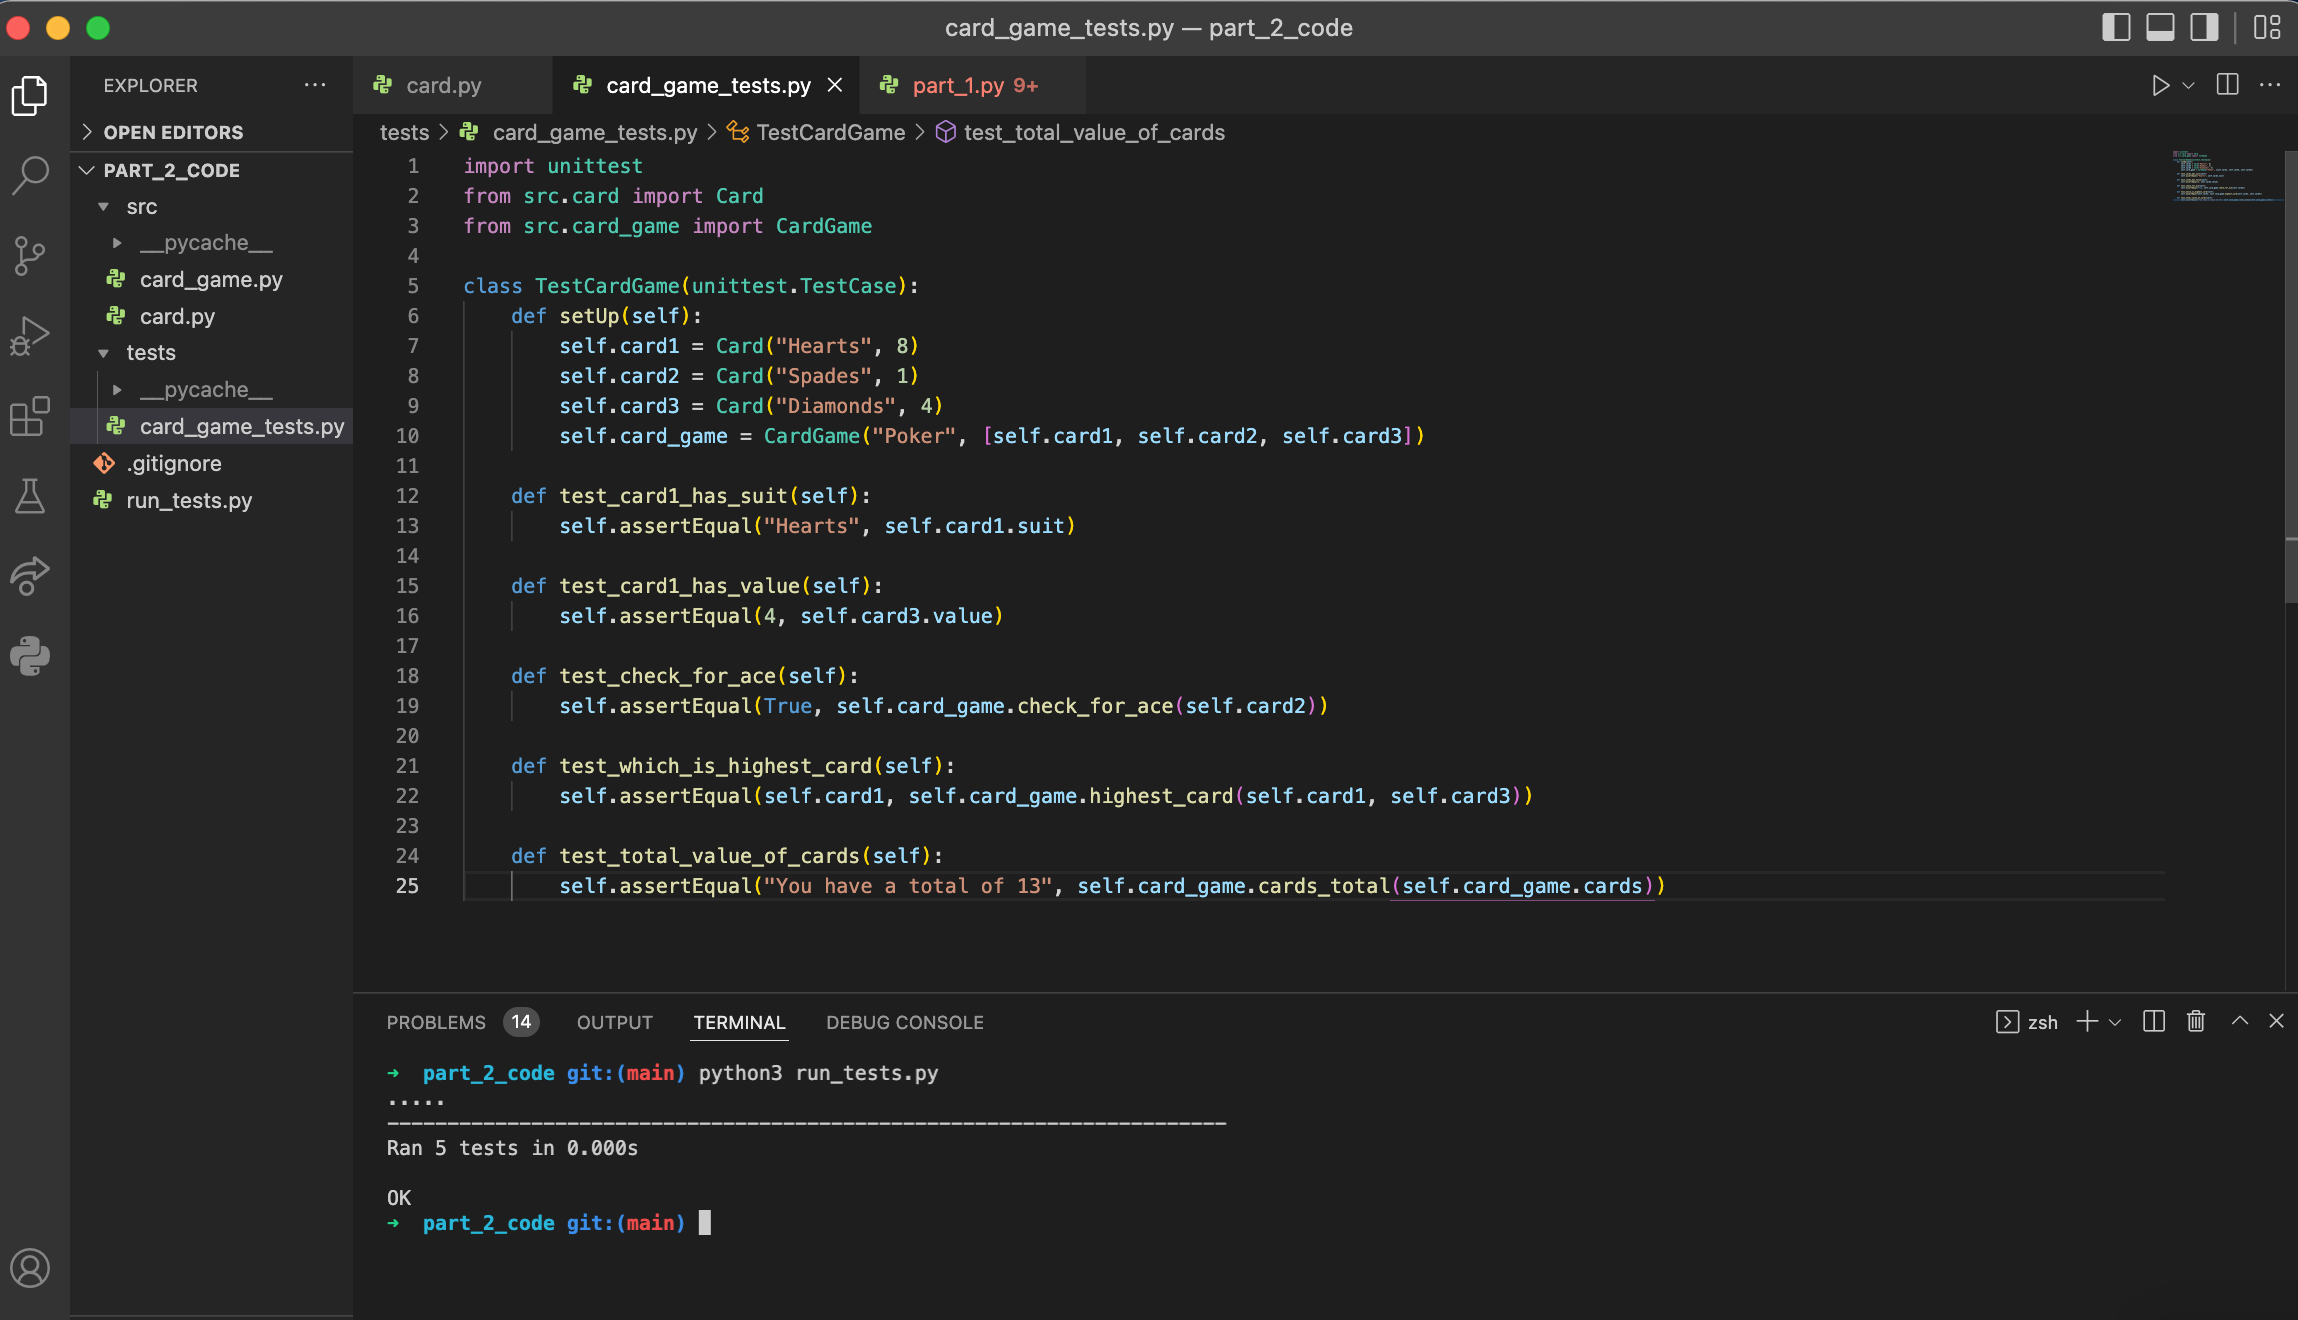 card_game_tests.py — part_2_code
EXPLORER
card.py
card_game_tests.py
part_1.py 9+
OPEN EDITORS
PART_2_CODE
src
__pycache__
card_game.py
card.py
tests
__pycache__
card_game_tests.py
.gitignore
run_tests.py
tests > card_game_tests.py > TestCardGame > test_total_value_of_cards
1 import unittest
2 from src.card import Card
3 from src.card_game import CardGame
4
5 class TestCardGame(unittest.TestCase):
6     def setUp(self):
7         self.card1 = Card("Hearts", 8)
8         self.card2 = Card("Spades", 1)
9         self.card3 = Card("Diamonds", 4)
10         self.card_game = CardGame("Poker", [self.card1, self.card2, self.card3])
11
12     def test_card1_has_suit(self):
13         self.assertEqual("Hearts", self.card1.suit)
14
15     def test_card1_has_value(self):
16         self.assertEqual(4, self.card3.value)
17
18     def test_check_for_ace(self):
19         self.assertEqual(True, self.card_game.check_for_ace(self.card2))
20
21     def test_which_is_highest_card(self):
22         self.assertEqual(self.card1, self.card_game.highest_card(self.card1, self.card3))
23
24     def test_total_value_of_cards(self):
25         self.assertEqual("You have a total of 13", self.card_game.cards_total(self.card_game.cards))
PROBLEMS 14 OUTPUT TERMINAL DEBUG CONSOLE
zsh
➜ part_2_code git:(main) python3 run_tests.py
.....
----------------------------------------------------------------------
Ran 5 tests in 0.000s
OK
➜ part_2_code git:(main)